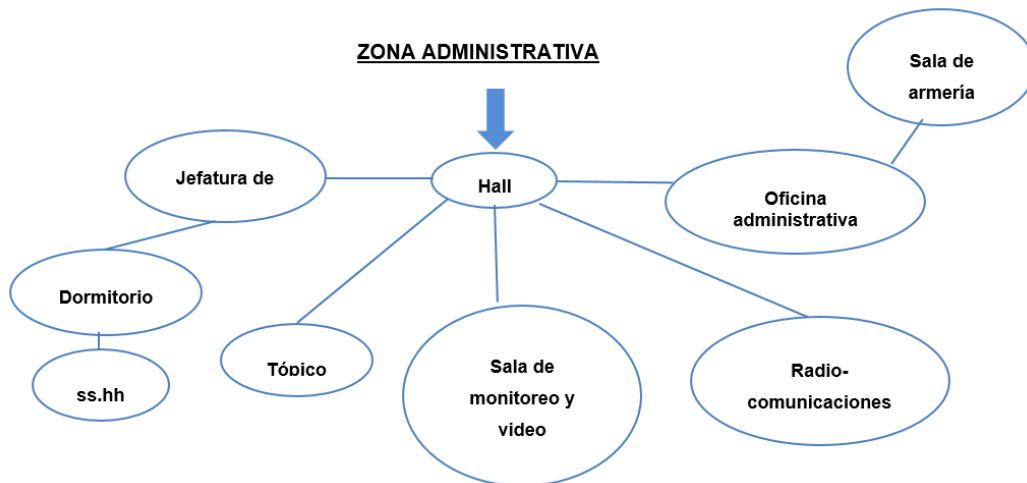 ZONA ADMINISTRATIVA
Sala de
armería
Jefatura de
Hall
Oficina
administrativa
Dormitorio
ss.hh
Tópico
Sala de
monitoreo y
video
Radio-
comunicaciones